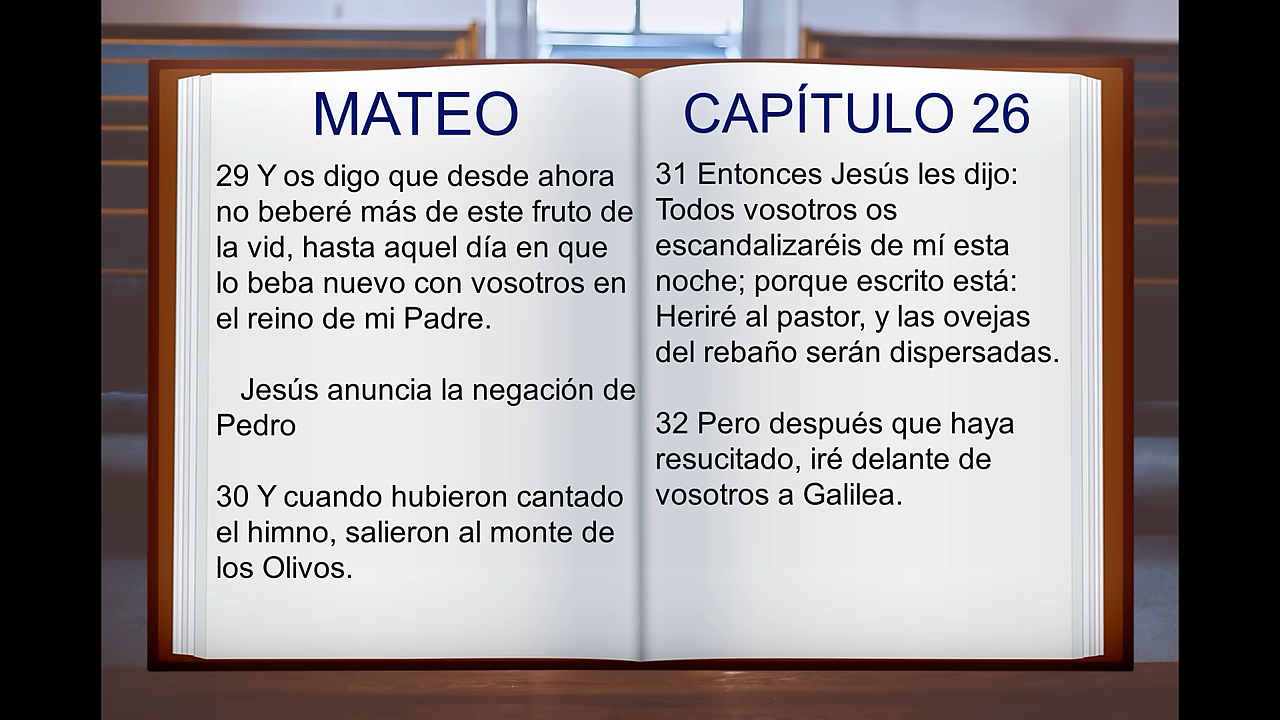 MATEO
29 Y os digo que desde ahora
no beberé más de este fruto de
la vid, hasta aquel día en que
lo beba nuevo con vosotros en
el reino de mi Padre.
Jesús anuncia la negación de
Pedro
30 Y cuando hubieron cantado
el himno, salieron al monte de
los Olivos.
CAPÍTULO 26
31 Entonces Jesús les dijo:
Todos vosotros os
escandalizaréis de mí esta
noche; porque escrito está:
Heriré al pastor, y las ovejas
del rebaño serán dispersadas.
32 Pero después que haya
resucitado, iré delante de
vosotros a Galilea.